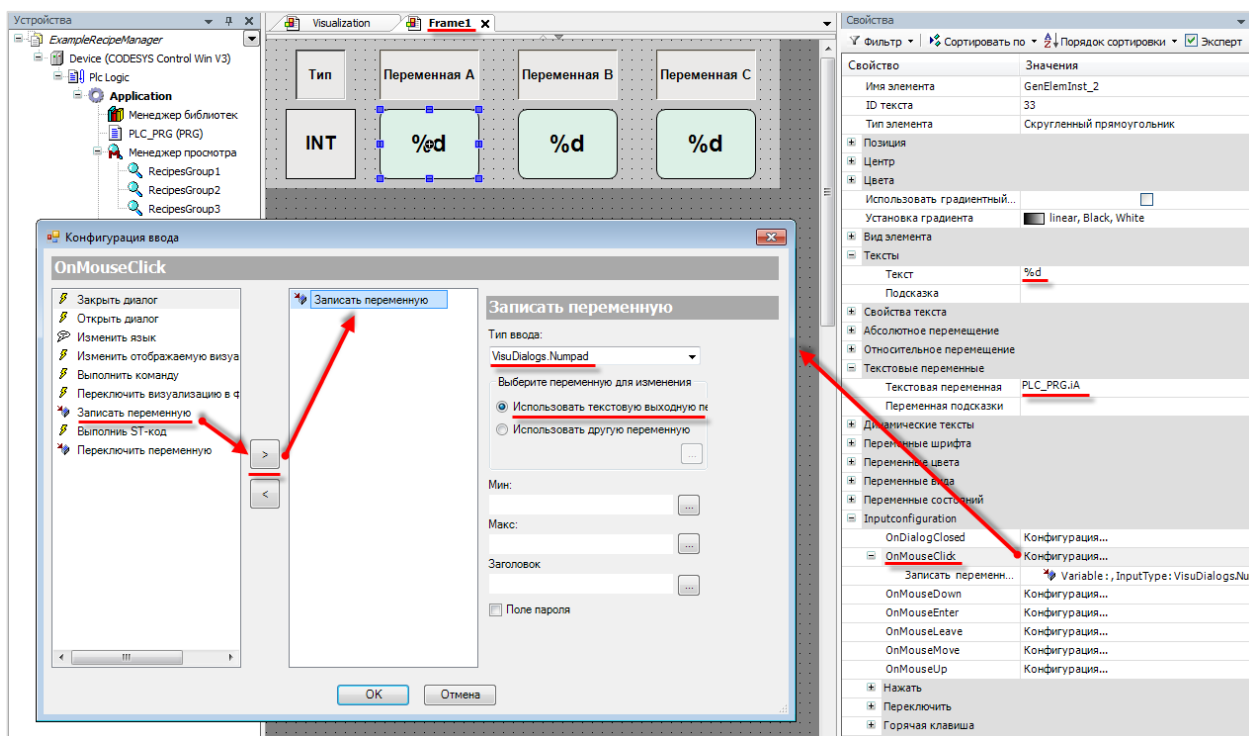 Устройства
ExampleRecipeManager
Device (CODESYS Control Win V3)
Plc Logic
Application
Менеджер библиотек
PLC_PRG (PRG)
Менеджер просмотра
RecipesGroup1
RecipesGroup2
RecipesGroup3
Visualization
Frame1
Тип
Переменная A
Переменная B
Переменная C
INT
%d
%d
%d
Конфигурация ввода
OnMouseClick
Закрыть диалог
Открыть диалог
Изменить язык
Изменить отображаемую визуа
Выполнить команду
Переключить визуализацию в ф
Записать переменную
Выполниь ST-код
Переключить переменную
>
<
Записать переменную
Записать переменную
Тип ввода:
VisuDialogs.Numpad
Выберите переменную для изменения
Использовать текстовую выходную пе
Использовать другую переменную
...
Мин:
...
Макс:
...
Заголовок
...
Поле пароля
OK
Отмена
Свойства
Фильтр
Сортировать по
Порядок сортировки
Эксперт
Свойство Значения
Имя элемента GenElemInst_2
ID текста 33
Тип элемента Скругленный прямоугольник
Позиция
Центр
Цвета
Использовать градиентный...
Установка градиента linear, Black, White
Вид элемента
Тексты
Текст %d
Подсказка
Свойства текста
Абсолютное перемещение
Относительное перемещение
Текстовые переменные
Текстовая переменная PLC_PRG.iA
Переменная подсказки
Динамические тексты
Переменные шрифта
Переменные цвета
Переменные вида
Переменные состояний
Inputconfiguration
OnDialogClosed Конфигурация...
OnMouseClick Конфигурация...
Записать переменн... Variable: , InputType: VisuDialogs.Nu
OnMouseDown Конфигурация...
OnMouseEnter Конфигурация...
OnMouseLeave Конфигурация...
OnMouseMove Конфигурация...
OnMouseUp Конфигурация...
Нажать
Переключить
Горячая клавиша